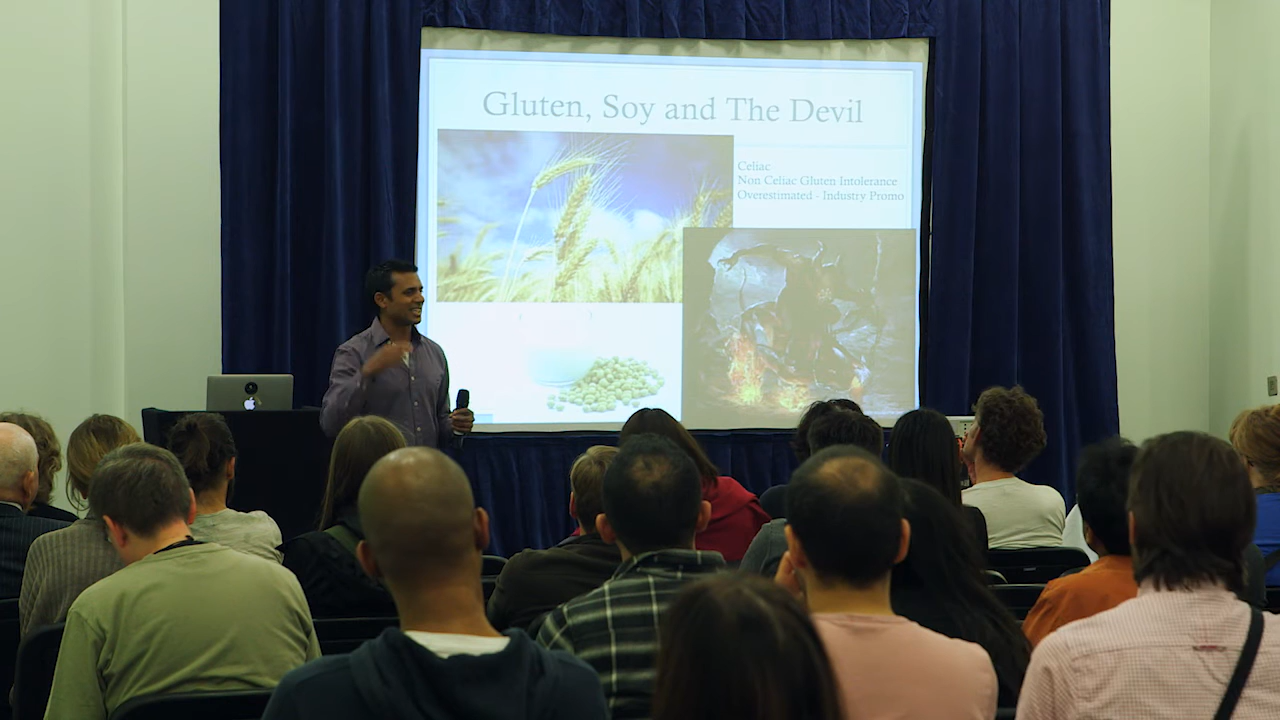 Gluten, Soy and The Devil
Celiac
Non Celiac Gluten Intolerance
Overestimated - Industry Promo